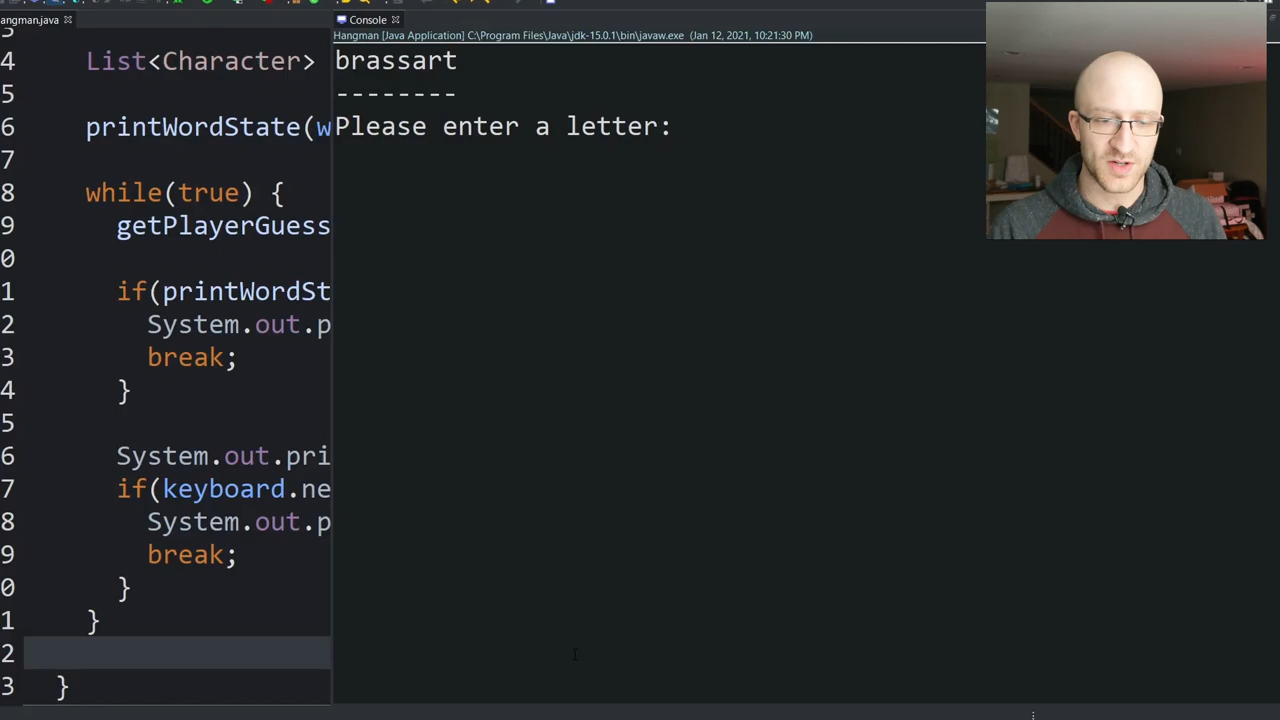 angman.java
Console
Hangman [Java Application] C:\Program Files\Java\jdk-15.0.1\bin\javaw.exe (Jan 12, 2021, 10:21:30 PM)
brassart
--------
Please enter a letter:
3
4 List<Character>
5
6 printWordState(w
7
8 while(true) {
9 getPlayerGuess
0
1 if(printWordSt
2 System.out.p
3 break;
4 }
5
6 System.out.pri
7 if(keyboard.ne
8 System.out.p
9 break;
0 }
1 }
2
3 }